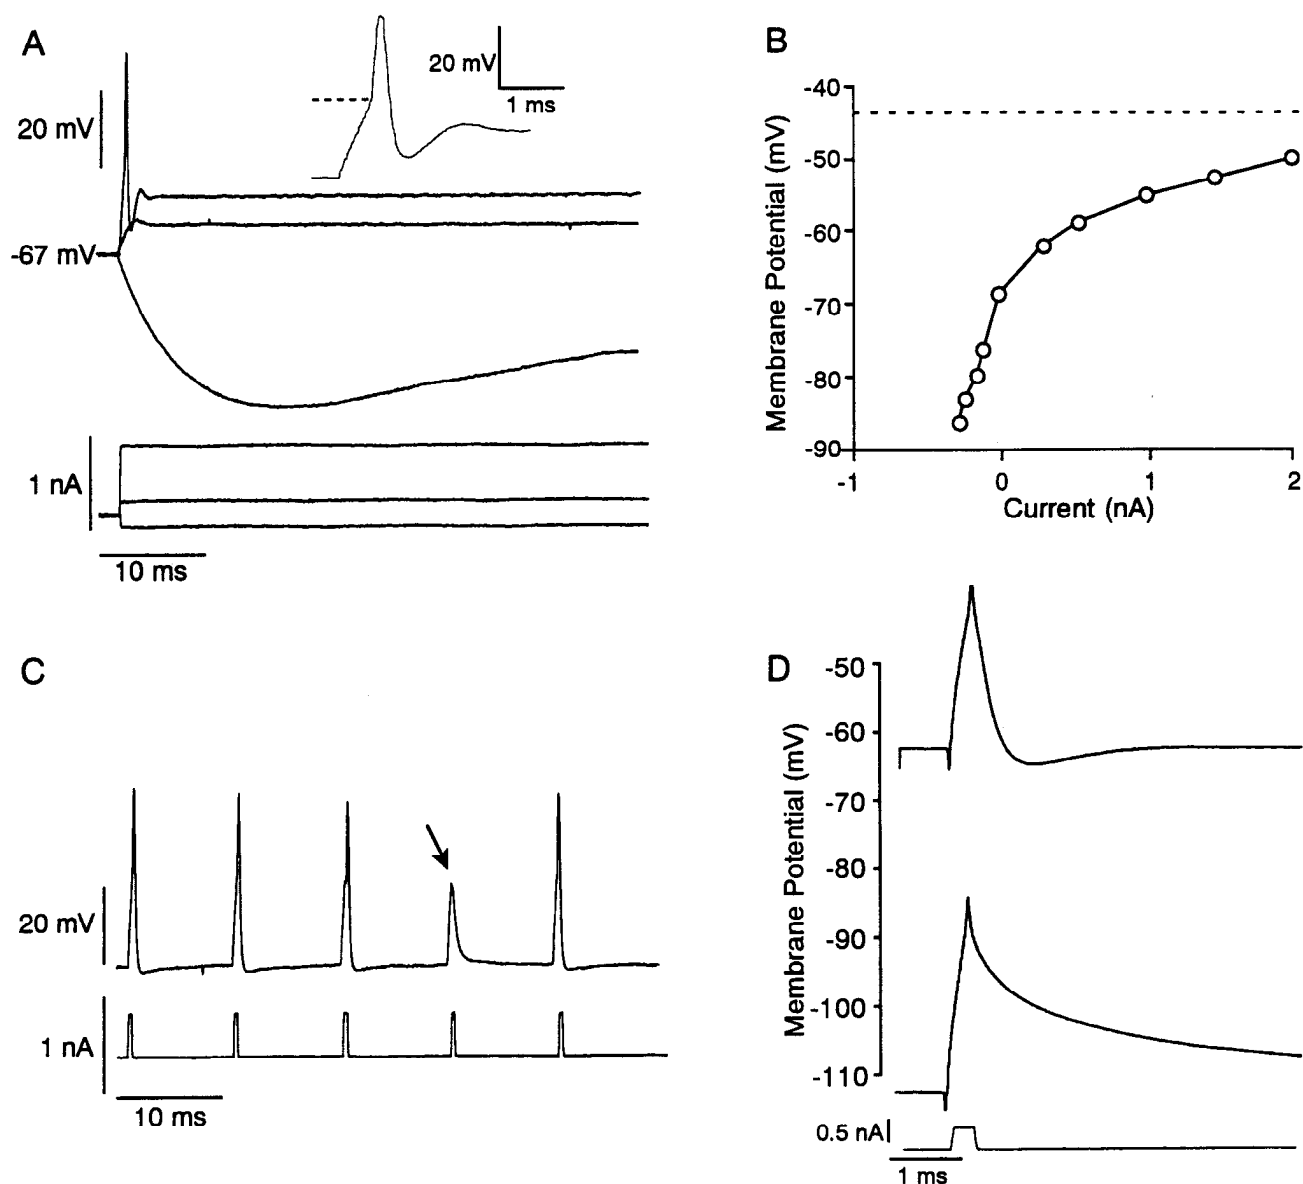 A
20 mV
-67 mV
20 mV
1 ms
1 nA
10 ms
B
Membrane Potential (mV)
-40
-50
-60
-70
-80
-90
-1
0
1
2
Current (nA)
C
20 mV
1 nA
10 ms
D
Membrane Potential (mV)
-50
-60
-70
-80
-90
-100
-110
0.5 nA
1 ms